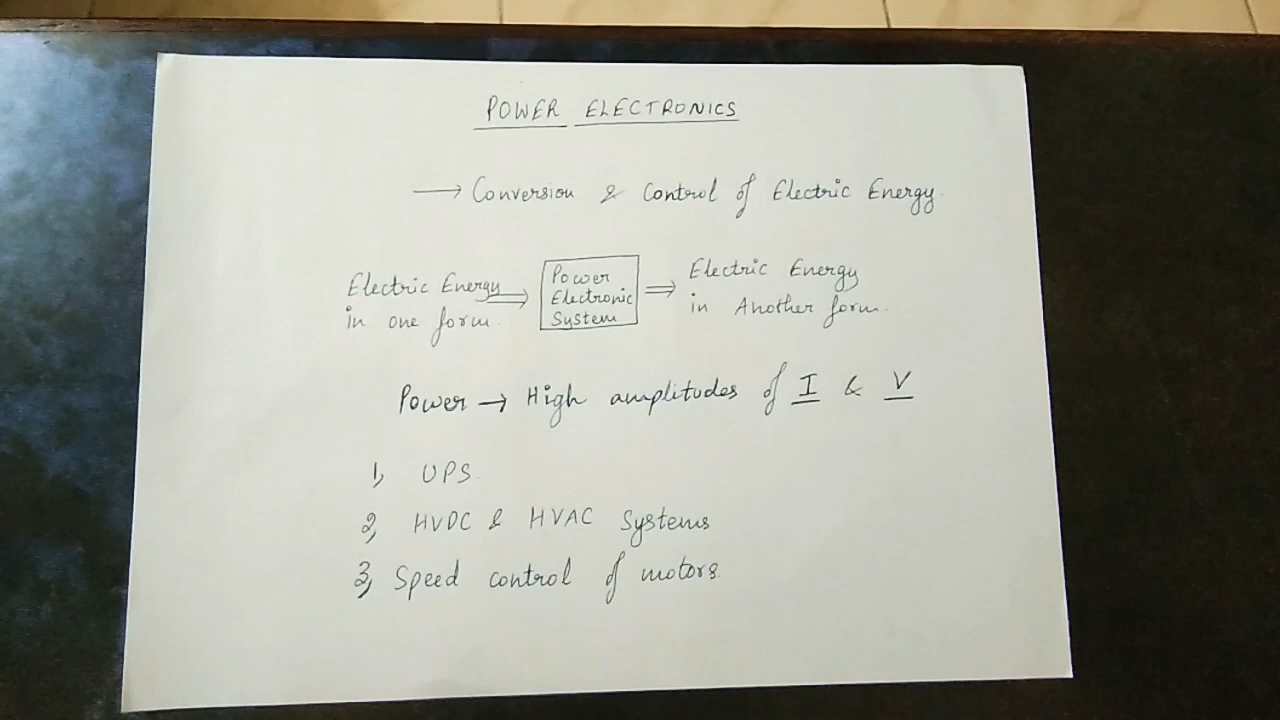 POWER ELECTRONICS
→ Conversion & Control of Electric Energy.
Electric Energy
in one form.
⇒
Power
Electronic
System
⇒
Electric Energy
in Another form.
Power → High amplitudes of I & V
1, UPS
2, HVDC & HVAC Systems
3, Speed control of motors.